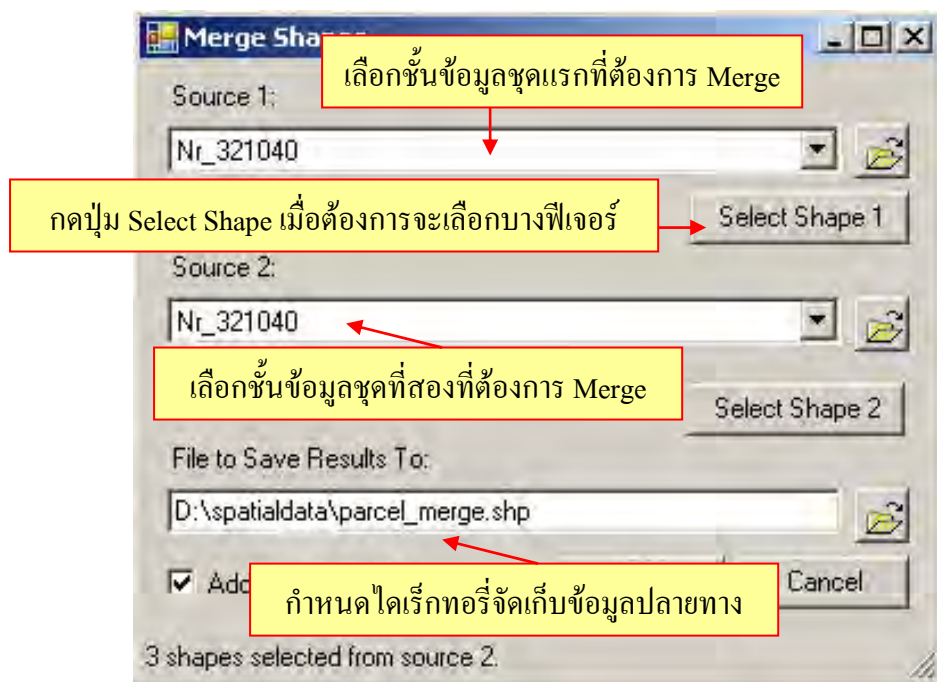 Merge Sha
เลือกชั้นข้อมูลชุดแรกที่ต้องการ Merge
Source 1:
Nr_321040
กดปุ่ม Select Shape เมื่อต้องการจะเลือกบางฟีเจอร์
Select Shape 1
Source 2:
Nr_321040
เลือกชั้นข้อมูลชุดที่สองที่ต้องการ Merge
Select Shape 2
File to Save Results To:
D:\spatialdata\parcel_merge.shp
Add
กำหนดไดเร็กทอรี่จัดเก็บข้อมูลปลายทาง
Cancel
3 shapes selected from source 2.